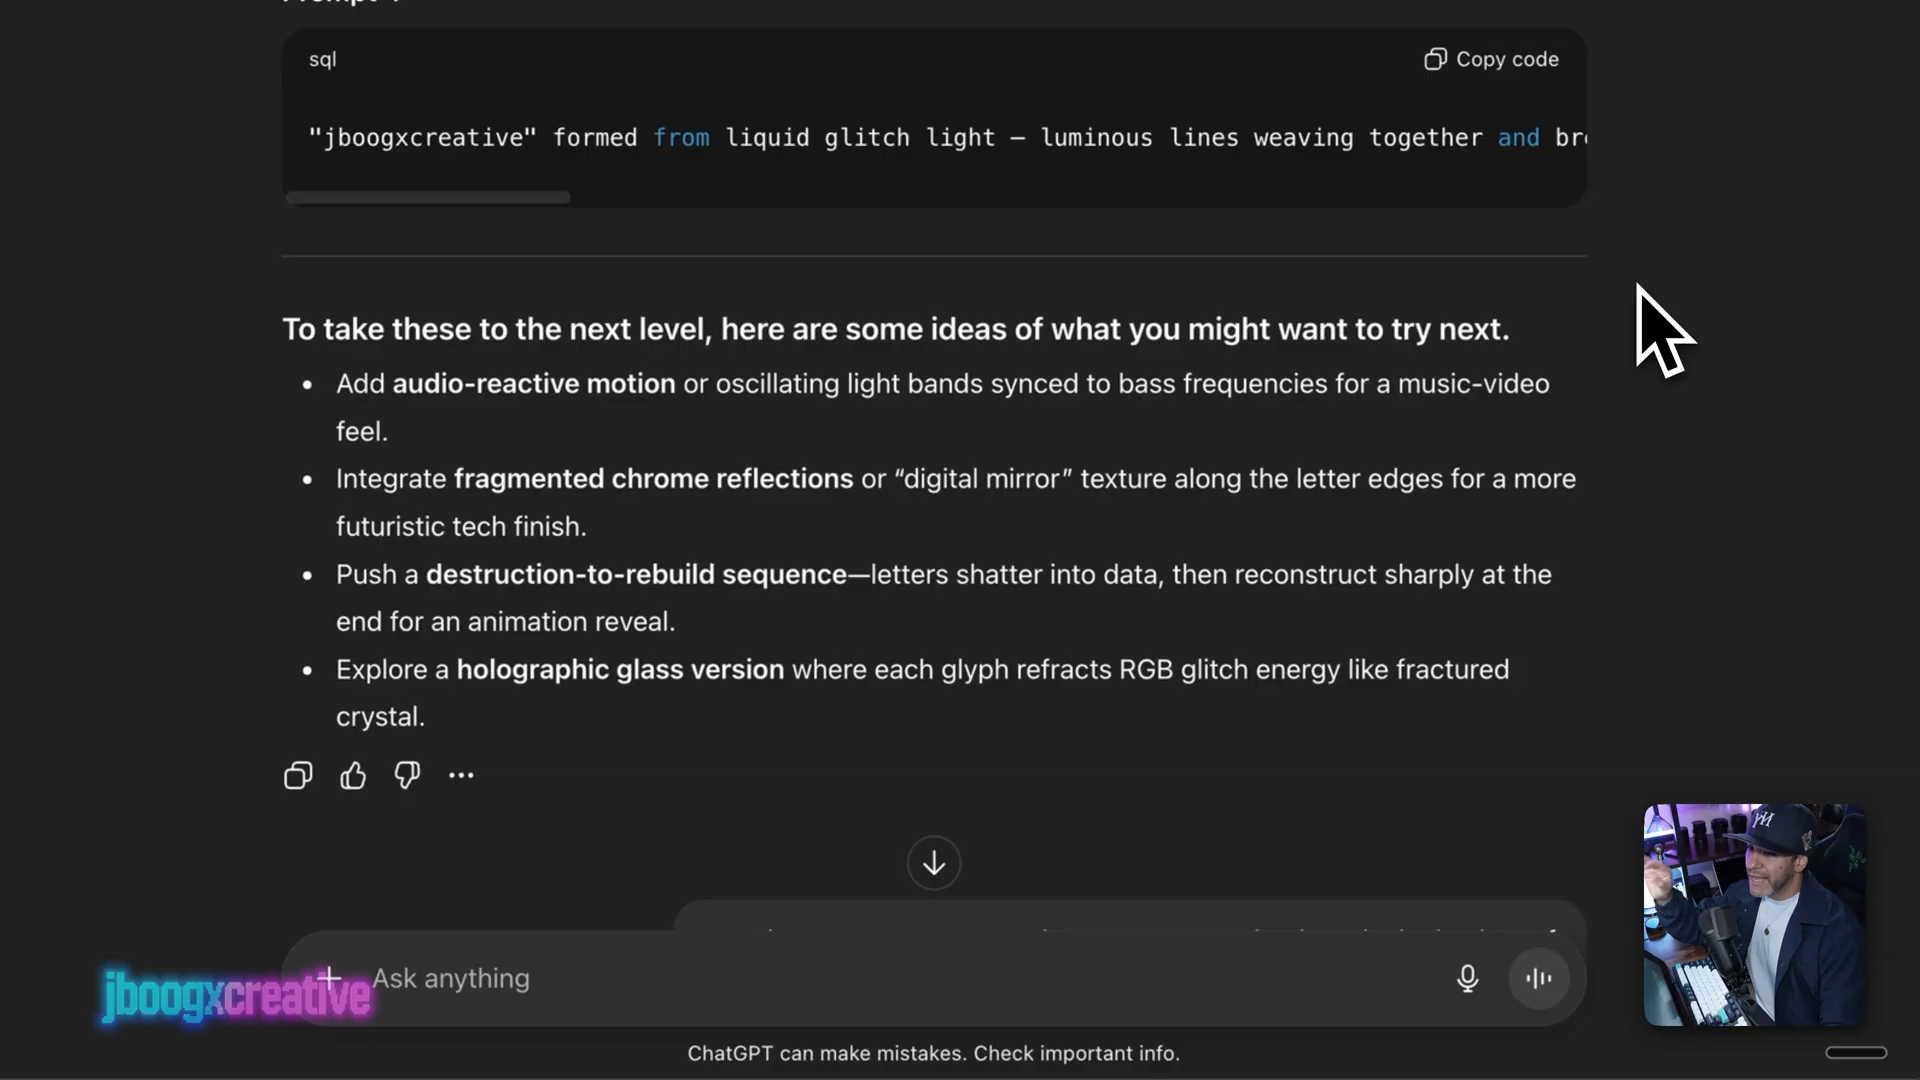 sql
Copy code
"jboogxcreative" formed from liquid glitch light — luminous lines weaving together and
To take these to the next level, here are some ideas of what you might want to try next.
• Add audio-reactive motion or oscillating light bands synced to bass frequencies for a music-video
feel.
• Integrate fragmented chrome reflections or “digital mirror” texture along the letter edges for a more
futuristic tech finish.
• Push a destruction-to-rebuild sequence—letters shatter into data, then reconstruct sharply at the
end for an animation reveal.
• Explore a holographic glass version where each glyph refracts RGB glitch energy like fractured
crystal.
Ask anything
jboogxcreative
ChatGPT can make mistakes. Check important info.